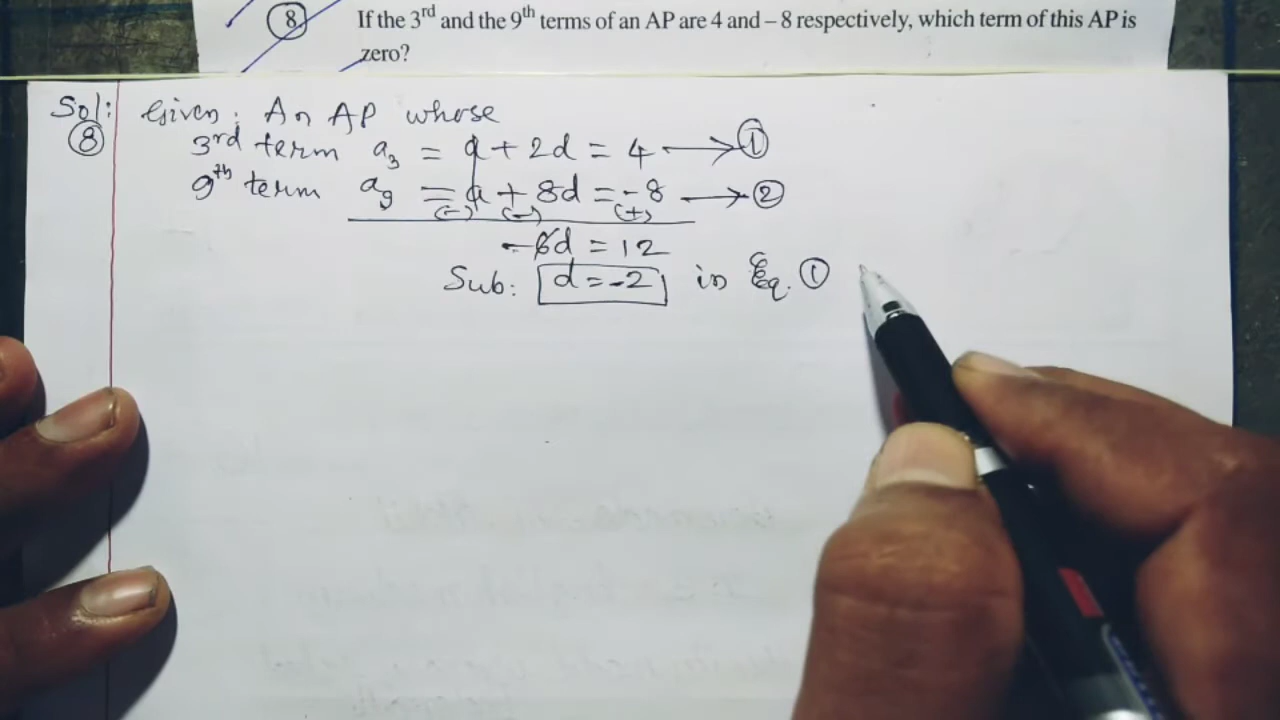 8. If the 3rd and the 9th terms of an AP are 4 and – 8 respectively, which term of this AP is
zero?
Sol: Given: An AP whose
⑧ 3rd term a₃ = a + 2d = 4 → ①
9th term a₉ = a + 8d = -8 → ②
(-) (-) (+)
-6d = 12
Sub: d = -2 in Eq. ①